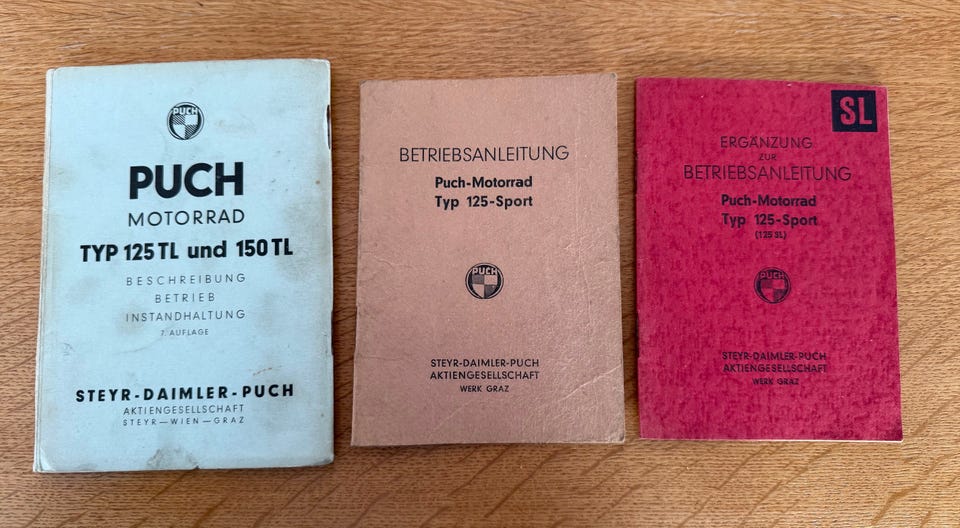 PUCH
PUCH
MOTORRAD
TYP 125 TL und 150 TL
BESCHREIBUNG
BETRIEB
INSTANDHALTUNG
7. AUFLAGE
STEYR-DAIMLER-PUCH
AKTIENGESELLSCHAFT
STEYR—WIEN—GRAZ
BETRIEBSANLEITUNG
Puch-Motorrad
Typ 125-Sport
PUCH
STEYR-DAIMLER-PUCH
AKTIENGESELLSCHAFT
WERK GRAZ
SL
ERGÄNZUNG
ZUR
BETRIEBSANLEITUNG
Puch-Motorrad
Typ 125-Sport
(125 SL)
PUCH
STEYR-DAIMLER-PUCH
AKTIENGESELLSCHAFT
WERK GRAZ